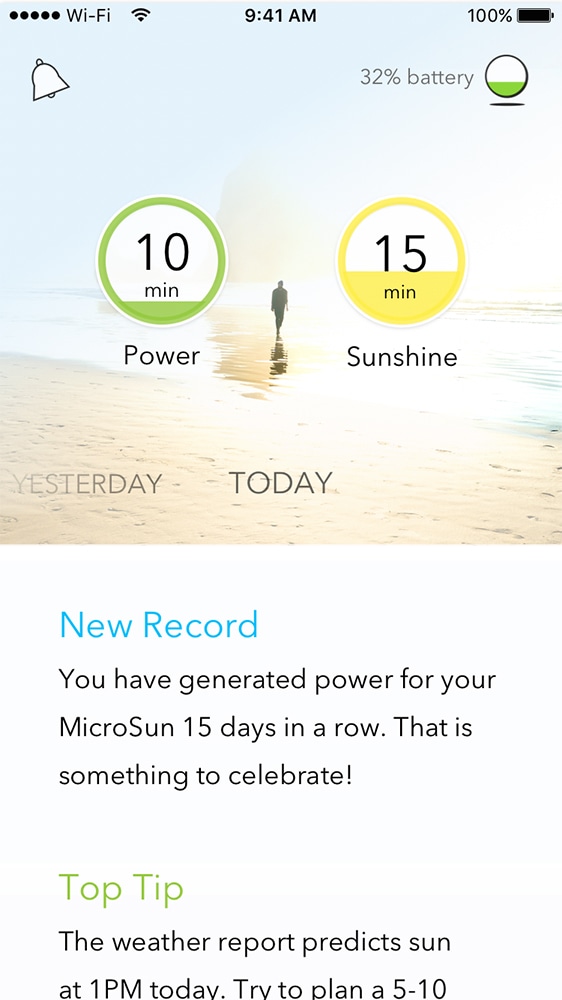 Wi-Fi 9:41 AM 100%
32% battery
10 15
min min
Power Sunshine
YESTERDAY TODAY
New Record
You have generated power for your
MicroSun 15 days in a row. That is
something to celebrate!
Top Tip
The weather report predicts sun
at 1PM today. Try to plan a 5-10